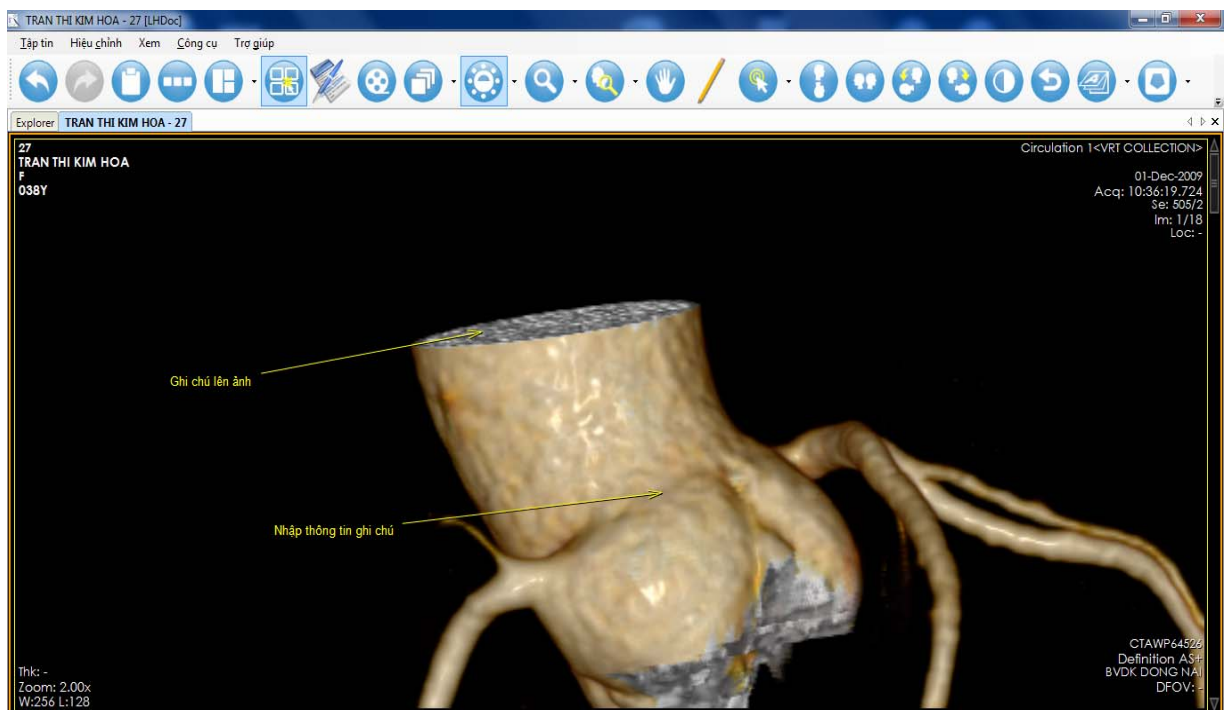 TRAN THI KIM HOA - 27 [LHDoc]
Tập tin Hiệu chỉnh Xem Công cụ Trợ giúp
Explorer TRAN THI KIM HOA - 27
27
TRAN THI KIM HOA
F
038Y
Circulation 1<VRT COLLECTION>
01-Dec-2009
Acq: 10:36:19.724
Se: 505/2
Im: 1/18
Loc: -
Ghi chú lên ảnh
Nhập thông tin ghi chú
Thk: -
Zoom: 2.00x
W:256 L:128
CTAWP64526
Definition AS+
BVDK DONG NAI
DFOV: -